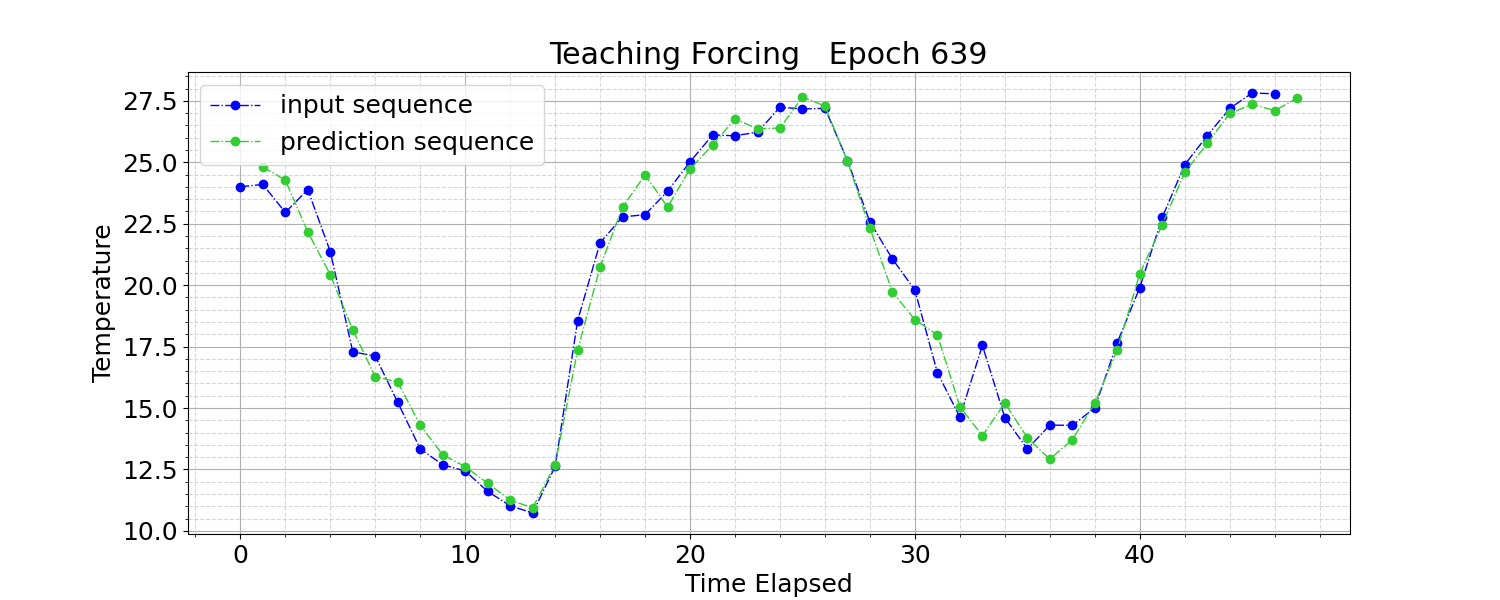 Teaching Forcing   Epoch 639
input sequence
prediction sequence
27.5
25.0
22.5
20.0
17.5
15.0
12.5
10.0
Temperature
0 10 20 30 40
Time Elapsed